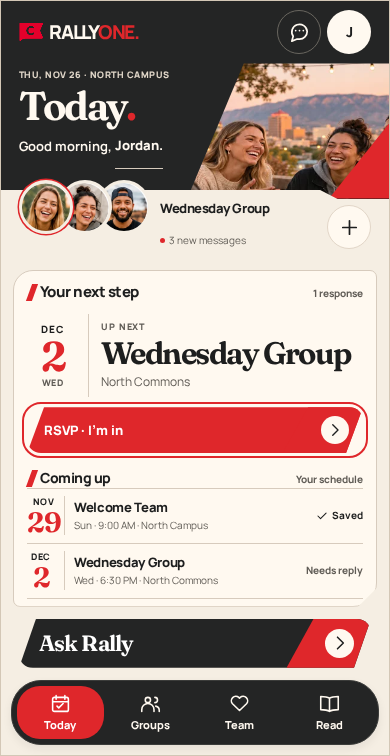 C RALLYONE.
J
THU, NOV 26 · NORTH CAMPUS
Today.
Good morning, Jordan.
Wednesday Group
3 new messages
Your next step
1 response
DEC
2
WED
UP NEXT
Wednesday Group
North Commons
RSVP · I'm in
Coming up
Your schedule
NOV
29
Welcome Team
Sun · 9:00 AM · North Campus
Saved
DEC
2
Wednesday Group
Wed · 6:30 PM · North Commons
Needs reply
Ask Rally
Today
Groups
Team
Read